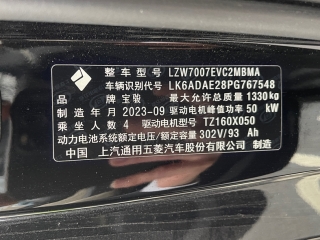 整车型号 LZW7007EVC2MBMA
车辆识别代号 LK6ADAE28PG767548
品牌 宝骏 最大允许总质量 1330kg
制造年月 2023-09 驱动电机峰值功率 50 kW
乘坐人数 4 驱动电机型号 TZ160X050
动力电池系统额定电压/额定容量 302V/93 Ah
中国 上汽通用五菱汽车股份有限公司 制造